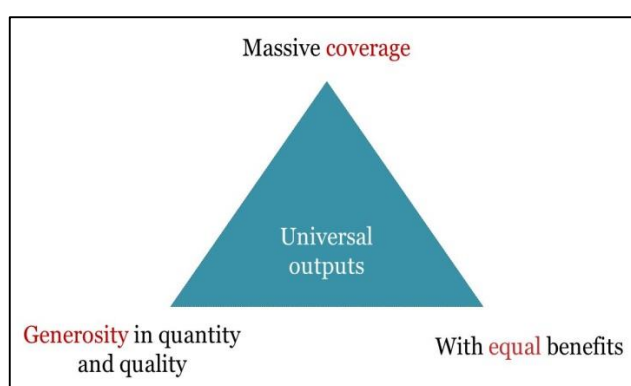 Massive coverage
Universal
outputs
Generosity in quantity
and quality
With equal benefits